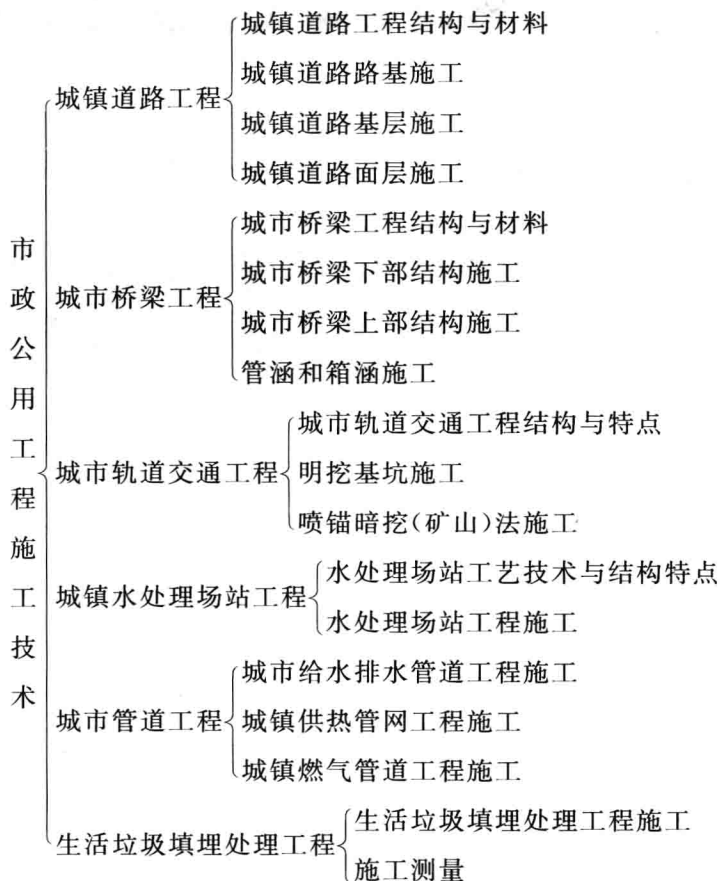 市政公用工程施工技术
城镇道路工程
城镇道路工程结构与材料
城镇道路路基施工
城镇道路基层施工
城镇道路面层施工
城市桥梁工程
城市桥梁工程结构与材料
城市桥梁下部结构施工
城市桥梁上部结构施工
管涵和箱涵施工
城市轨道交通工程
城市轨道交通工程结构与特点
明挖基坑施工
喷锚暗挖(矿山)法施工
城镇水处理场站工程
水处理场站工艺技术与结构特点
水处理场站工程施工
城市管道工程
城市给水排水管道工程施工
城镇供热管网工程施工
城镇燃气管道工程施工
生活垃圾填埋处理工程
生活垃圾填埋处理工程施工
施工测量